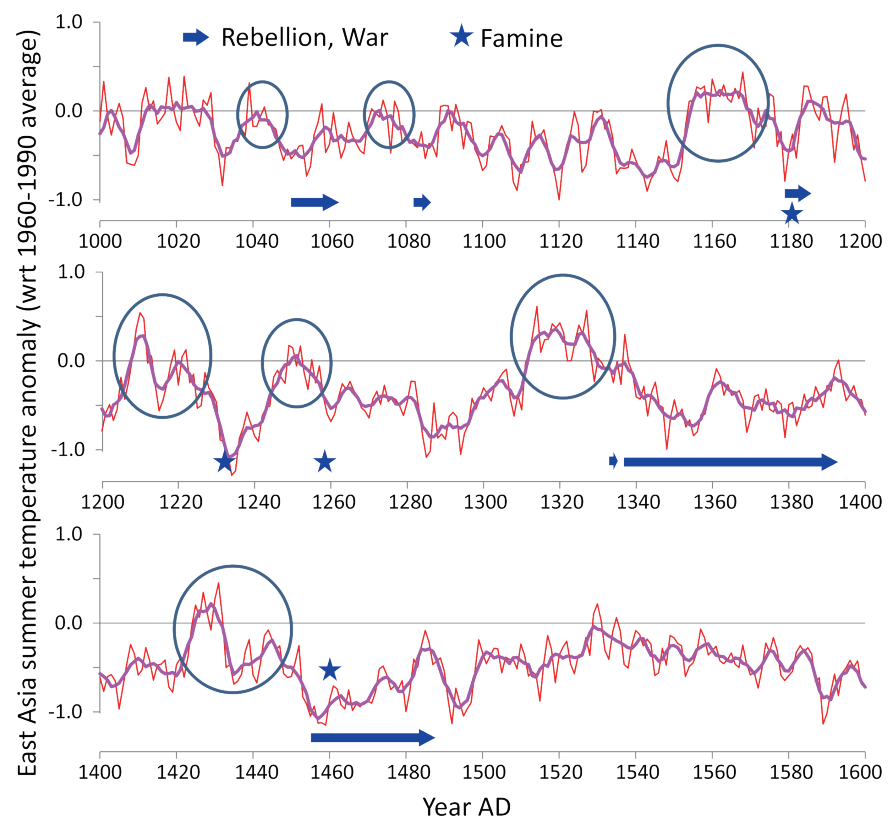 East Asia summer temperature anomaly (wrt 1960-1990 average)
Rebellion, War
Famine
1.0
0.0
-1.0
1000 1020 1040 1060 1080 1100 1120 1140 1160 1180 1200
1.0
0.0
-1.0
1200 1220 1240 1260 1280 1300 1320 1340 1360 1380 1400
1.0
0.0
-1.0
1400 1420 1440 1460 1480 1500 1520 1540 1560 1580 1600
Year AD